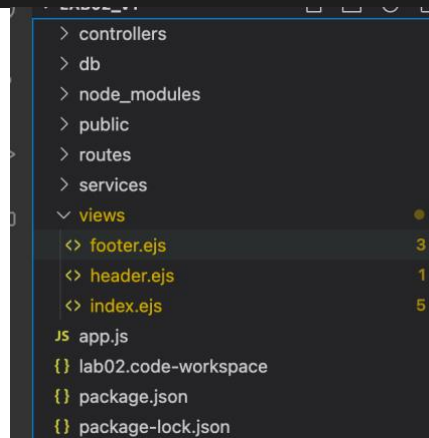 controllers
db
node_modules
public
routes
services
views
footer.ejs 3
header.ejs 1
index.ejs 5
JS app.js
{} lab02.code-workspace
{} package.json
{} package-lock.json